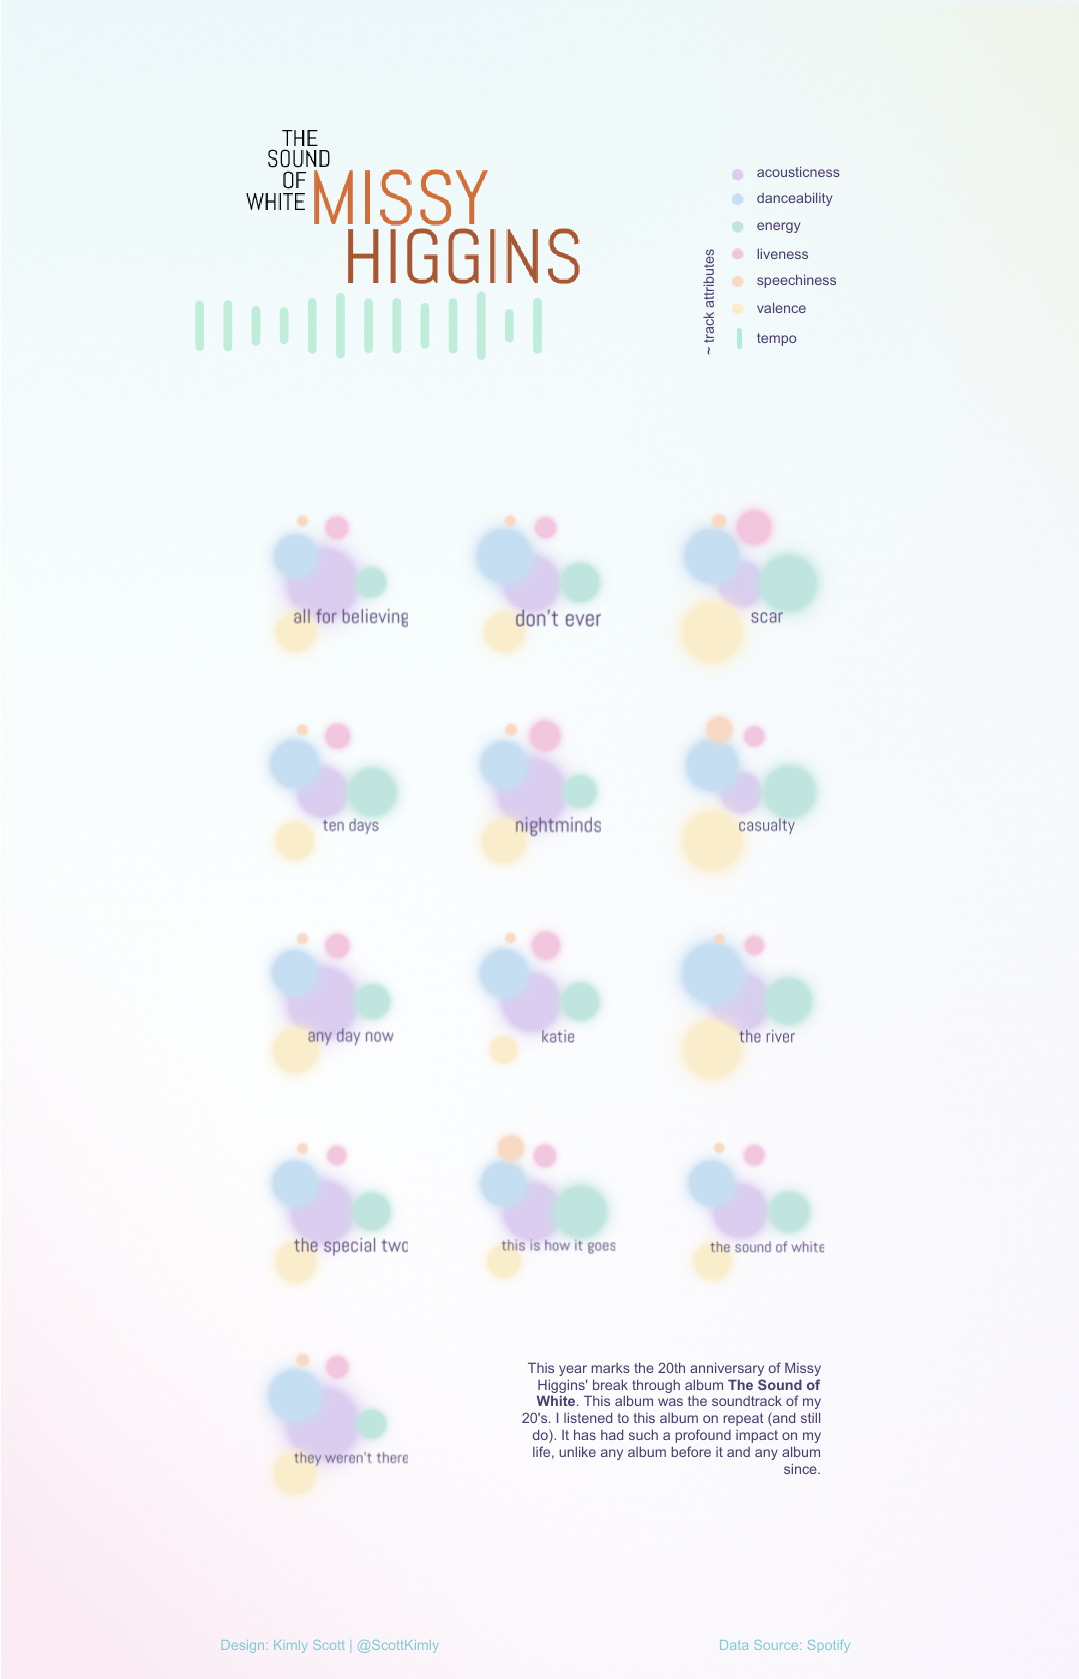 THE
SOUND
OF
WHITE
MISSY
HIGGINS
~ track attributes
acousticness
danceability
energy
liveness
speechiness
valence
tempo
all for believing
don't ever
scar
ten days
nightminds
casualty
any day now
katie
the river
the special two
this is how it goes
the sound of white
they weren't there
This year marks the 20th anniversary of Missy
Higgins' break through album The Sound of
White. This album was the soundtrack of my
20's. I listened to this album on repeat (and still
do). It has had such a profound impact on my
life, unlike any album before it and any album
since.
Design: Kimly Scott | @ScottKimly
Data Source: Spotify